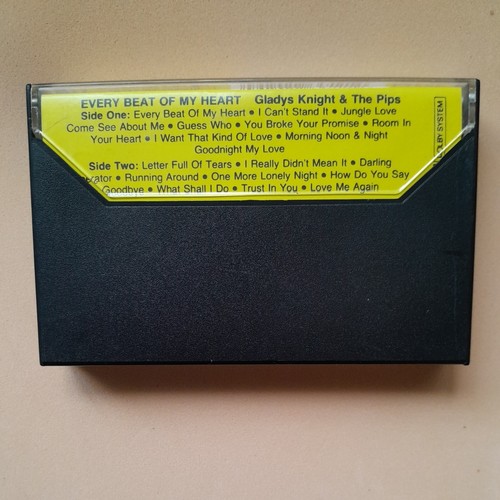 EVERY BEAT OF MY HEART Gladys Knight & The Pips
Side One: Every Beat Of My Heart • I Can't Stand It • Jungle Love
Come See About Me • Guess Who • You Broke Your Promise • Room In
Your Heart • I Want That Kind Of Love • Morning Noon & Night
Goodnight My Love
Side Two: Letter Full Of Tears • I Really Didn't Mean It • Darling
• Running Around • One More Lonely Night • How Do You Say
Goodbye • What Shall I Do • Trust In You • Love Me Again
DOLBY SYSTEM